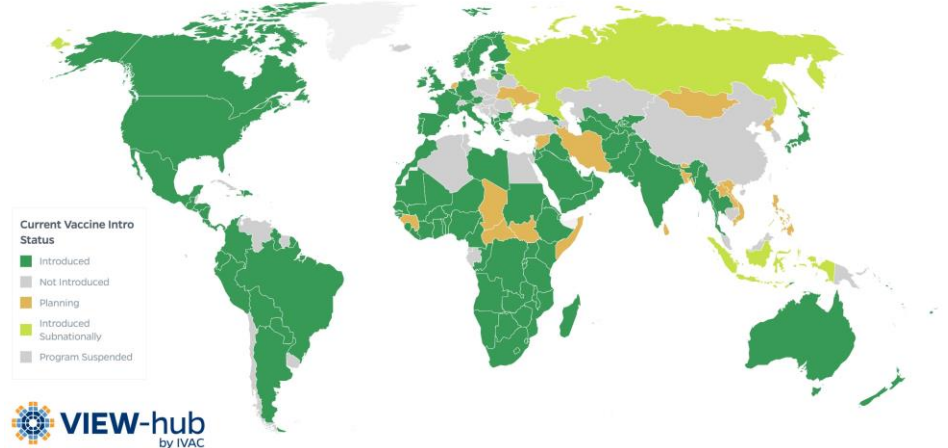 Current Vaccine Intro
Status
Introduced
Not Introduced
Planning
Introduced
Subnationally
Program Suspended
VIEW-hub
by IVAC